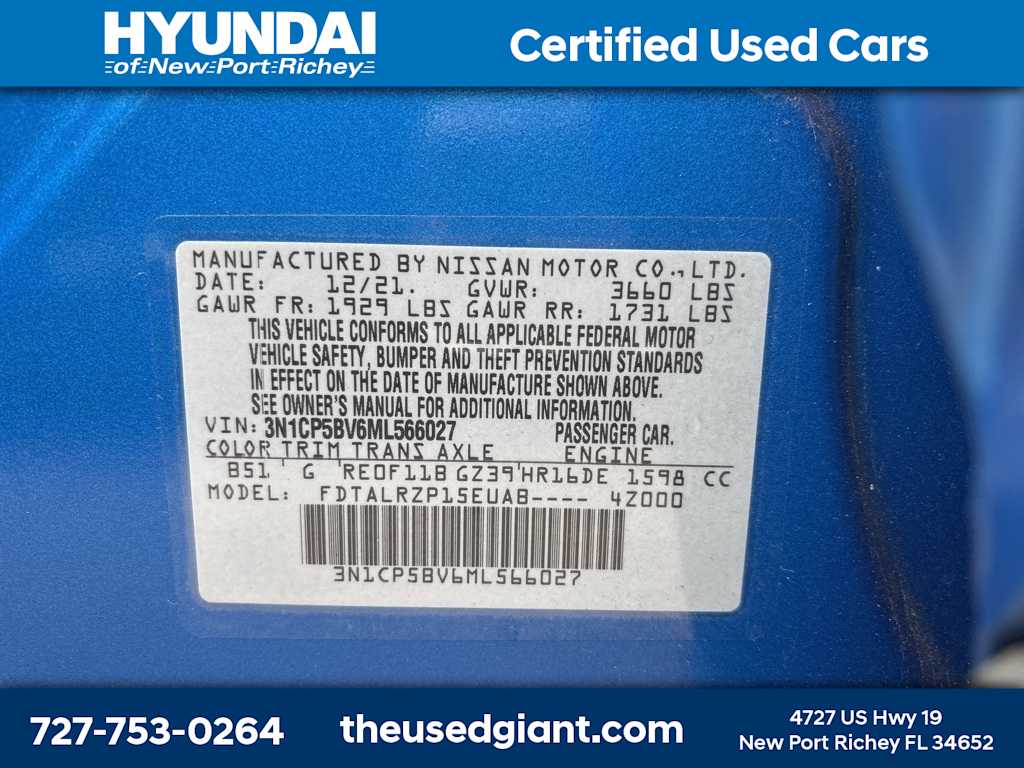 HYUNDAI
of New Port Richey
Certified Used Cars
MANUFACTURED BY NISSAN MOTOR CO., LTD.
DATE: 12/21. GVWR: 3660 LBS
GAWR FR: 1929 LBS GAWR RR: 1731 LBS
THIS VEHICLE CONFORMS TO ALL APPLICABLE FEDERAL MOTOR
VEHICLE SAFETY, BUMPER AND THEFT PREVENTION STANDARDS
IN EFFECT ON THE DATE OF MANUFACTURE SHOWN ABOVE.
SEE OWNER'S MANUAL FOR ADDITIONAL INFORMATION.
VIN: 3N1CP5BV6ML566027 PASSENGER CAR.
COLOR TRIM TRANS AXLE ENGINE
B51 G RE0F11B GZ39 HR16DE 1598 CC
MODEL: FDTALRZP15EUAB---- 4Z000
3N1CP5BV6ML566027
727-753-0264
theusedgiant.com
4727 US Hwy 19
New Port Richey FL 34652